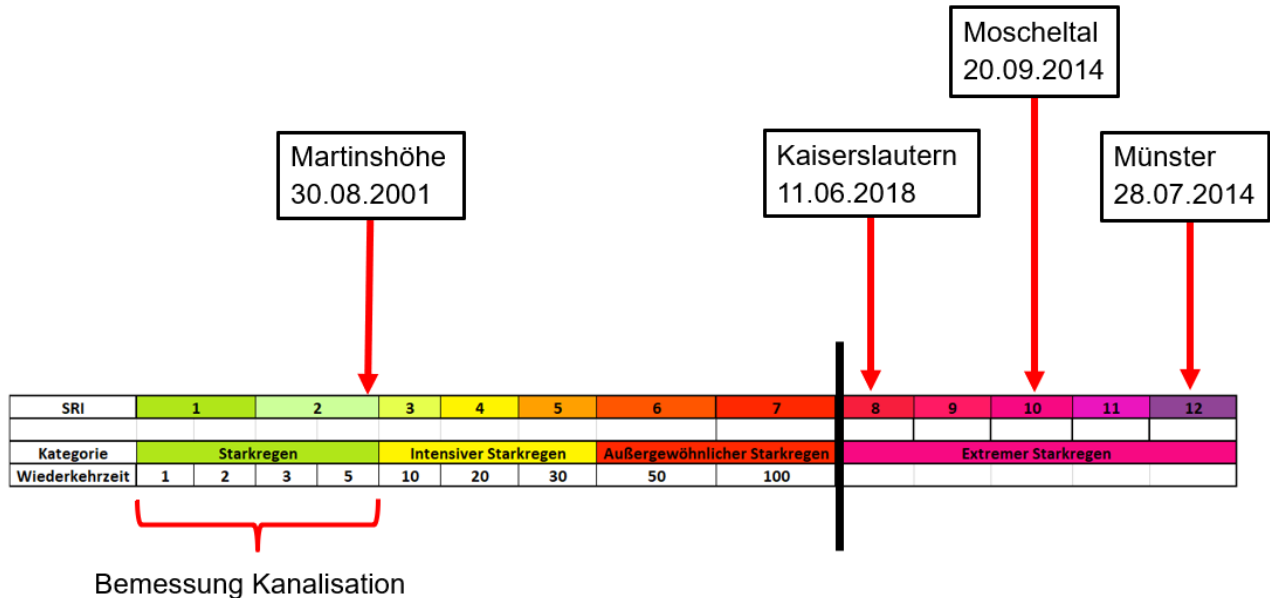 Moscheltal
20.09.2014
Martinshöhe
30.08.2001
Kaiserslautern
11.06.2018
Münster
28.07.2014
SRI 1 2 3 4 5 6 7 8 9 10 11 12
Kategorie Starkregen Intensiver Starkregen Außergewöhnlicher Starkregen Extremer Starkregen
Wiederkehrzeit 1 2 3 5 10 20 30 50 100
Bemessung Kanalisation